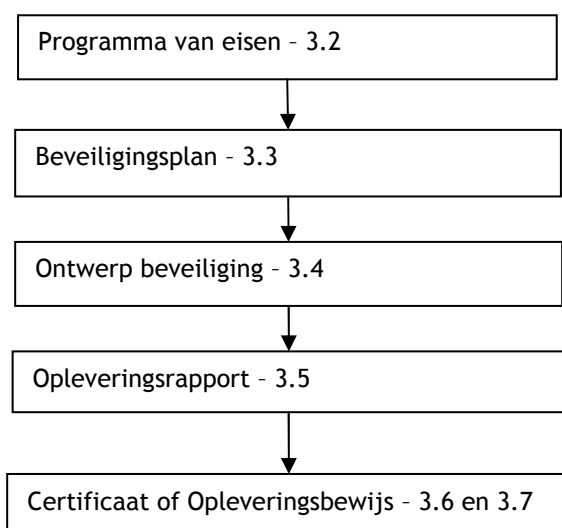 Programma van eisen – 3.2
Beveiligingsplan – 3.3
Ontwerp beveiliging – 3.4
Opleveringsrapport – 3.5
Certificaat of Opleveringsbewijs – 3.6 en 3.7